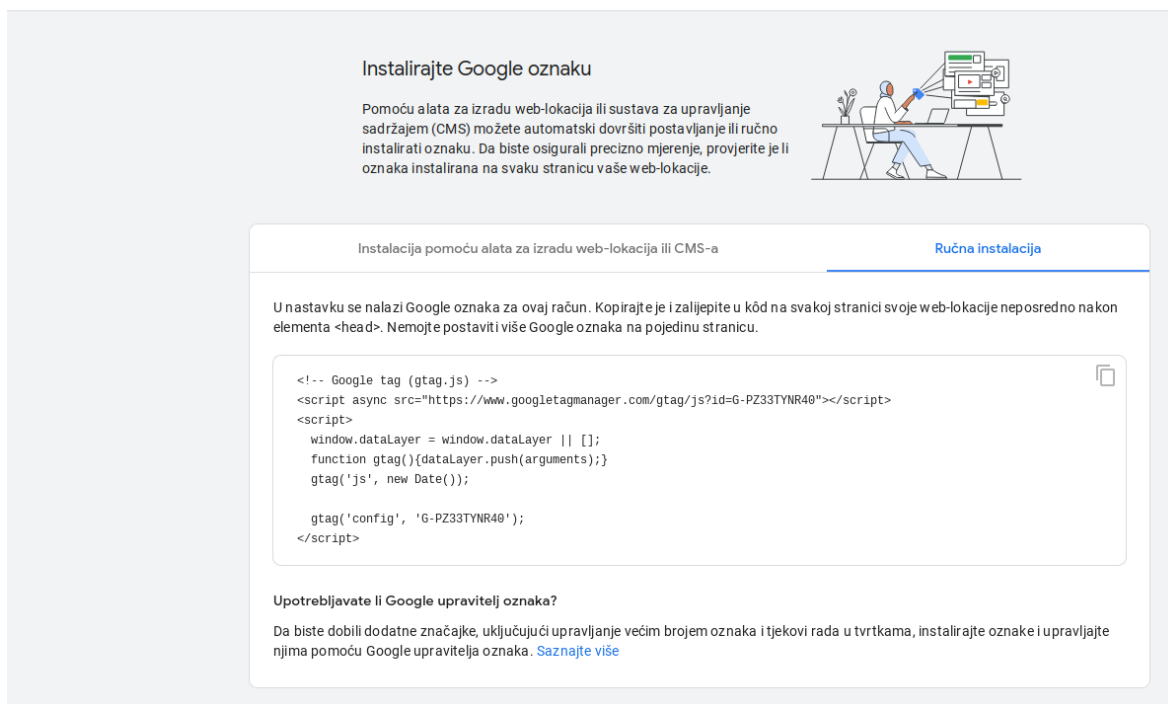 Instalirajte Google oznaku
Pomoću alata za izradu web-lokacija ili sustava za upravljanje
sadržajem (CMS) možete automatski dovršiti postavljanje ili ručno
instalirati oznaku. Da biste osigurali precizno mjerenje, provjerite je li
oznaka instalirana na svaku stranicu vaše web-lokacije.
Instalacija pomoću alata za izradu web-lokacija ili CMS-a
Ručna instalacija
U nastavku se nalazi Google oznaka za ovaj račun. Kopirajte je i zalijepite u kôd na svakoj stranici svoje web-lokacije neposredno nakon
elementa <head>. Nemojte postaviti više Google oznaka na pojedinu stranicu.
<!-- Google tag (gtag.js) -->
<script async src="https://www.googletagmanager.com/gtag/js?id=G-PZ33TYNR40"></script>
<script>
  window.dataLayer = window.dataLayer || [];
  function gtag(){dataLayer.push(arguments);}
  gtag('js', new Date());
  gtag('config', 'G-PZ33TYNR40');
</script>
Upotrebljavate li Google upravitelj oznaka?
Da biste dobili dodatne značajke, uključujući upravljanje većim brojem oznaka i tjekovi rada u tvrtkama, instalirajte oznake i upravljajte
njima pomoću Google upravitelja oznaka. Saznajte više